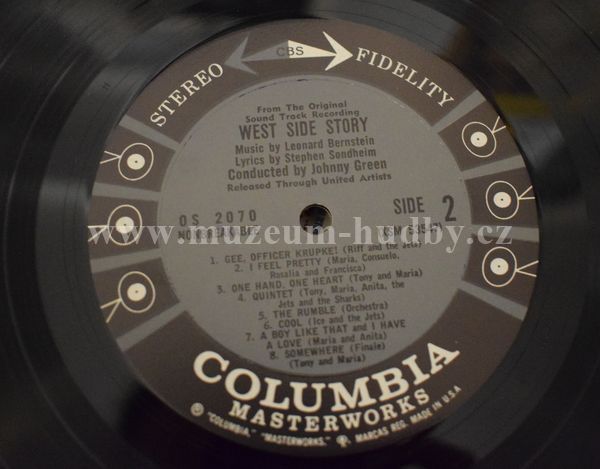 STEREO CBS FIDELITY
From The Original
Sound Track Recording
WEST SIDE STORY
Music by Leonard Bernstein
Lyrics by Stephen Sondheim
Conducted by Johnny Green
Released Through United Artists
OS 2070
NONBREAKABLE
SIDE 2
www.muzeum-hudby.cz
1. GEE, OFFICER KRUPKE! (Riff and the Jets)
2. I FEEL PRETTY (Maria, Consuelo,
Rosalia and Francisca)
3. ONE HAND, ONE HEART (Tony and Maria)
4. QUINTET (Tony, Maria, Anita, the
Jets and the Sharks)
5. THE RUMBLE (Orchestra)
6. COOL (Ice and the Jets)
7. A BOY LIKE THAT and I HAVE
A LOVE (Maria and Anita)
8. SOMEWHERE (Finale)
(Tony and Maria)
COLUMBIA
MASTERWORKS
℗ "COLUMBIA," "MASTERWORKS," MARCAS REG. MADE IN U.S.A